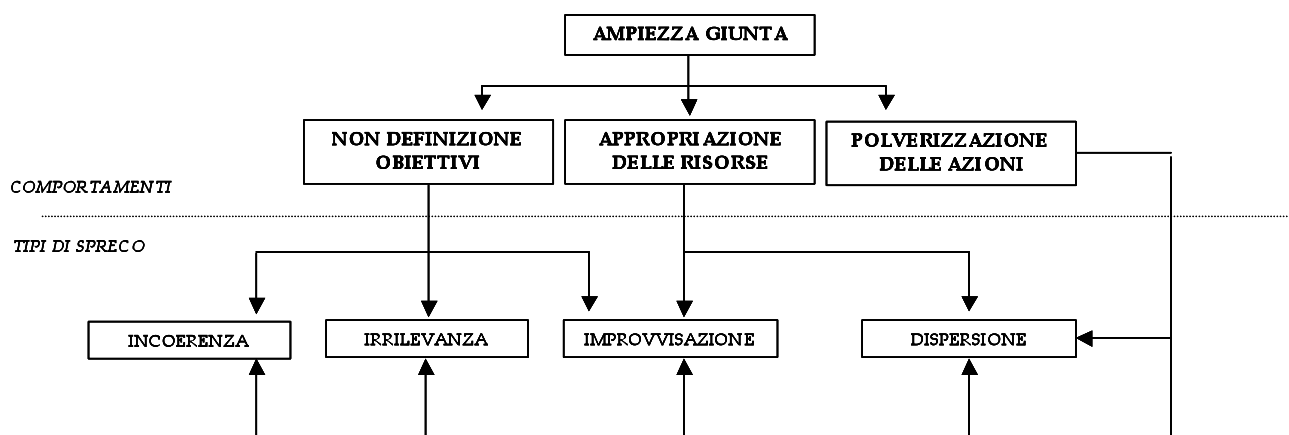 AMPIEZZA GIUNTA
NON DEFINIZIONE
OBIETTIVI
APPROPRIAZIONE
DELLE RISORSE
POLVERIZZAZIONE
DELLE AZIONI
COMPORTAMENTI
TIPI DI SPRECO
INCOERENZA
IRRILEVANZA
IMPROVVISAZIONE
DISPERSIONE